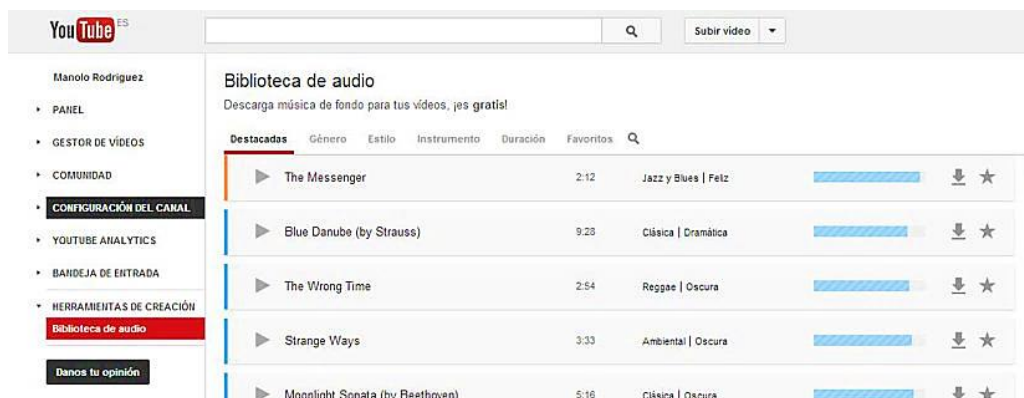 YouTube ES
Subir vídeo
Manolo Rodriguez
PANEL
GESTOR DE VÍDEOS
COMUNIDAD
CONFIGURACIÓN DEL CANAL
YOUTUBE ANALYTICS
BANDEJA DE ENTRADA
HERRAMIENTAS DE CREACIÓN
Biblioteca de audio
Danos tu opinión
Biblioteca de audio
Descarga música de fondo para tus vídeos, ¡es gratis!
Destacadas Género Estilo Instrumento Duración Favoritos
The Messenger 2:12 Jazz y Blues | Feliz
Blue Danube (by Strauss) 9:28 Clásica | Dramática
The Wrong Time 2:54 Reggae | Oscura
Strange Ways 3:33 Ambiental | Oscura
Moonlight Sonata (by Beethoven) 5:16 Clásica | Oscura